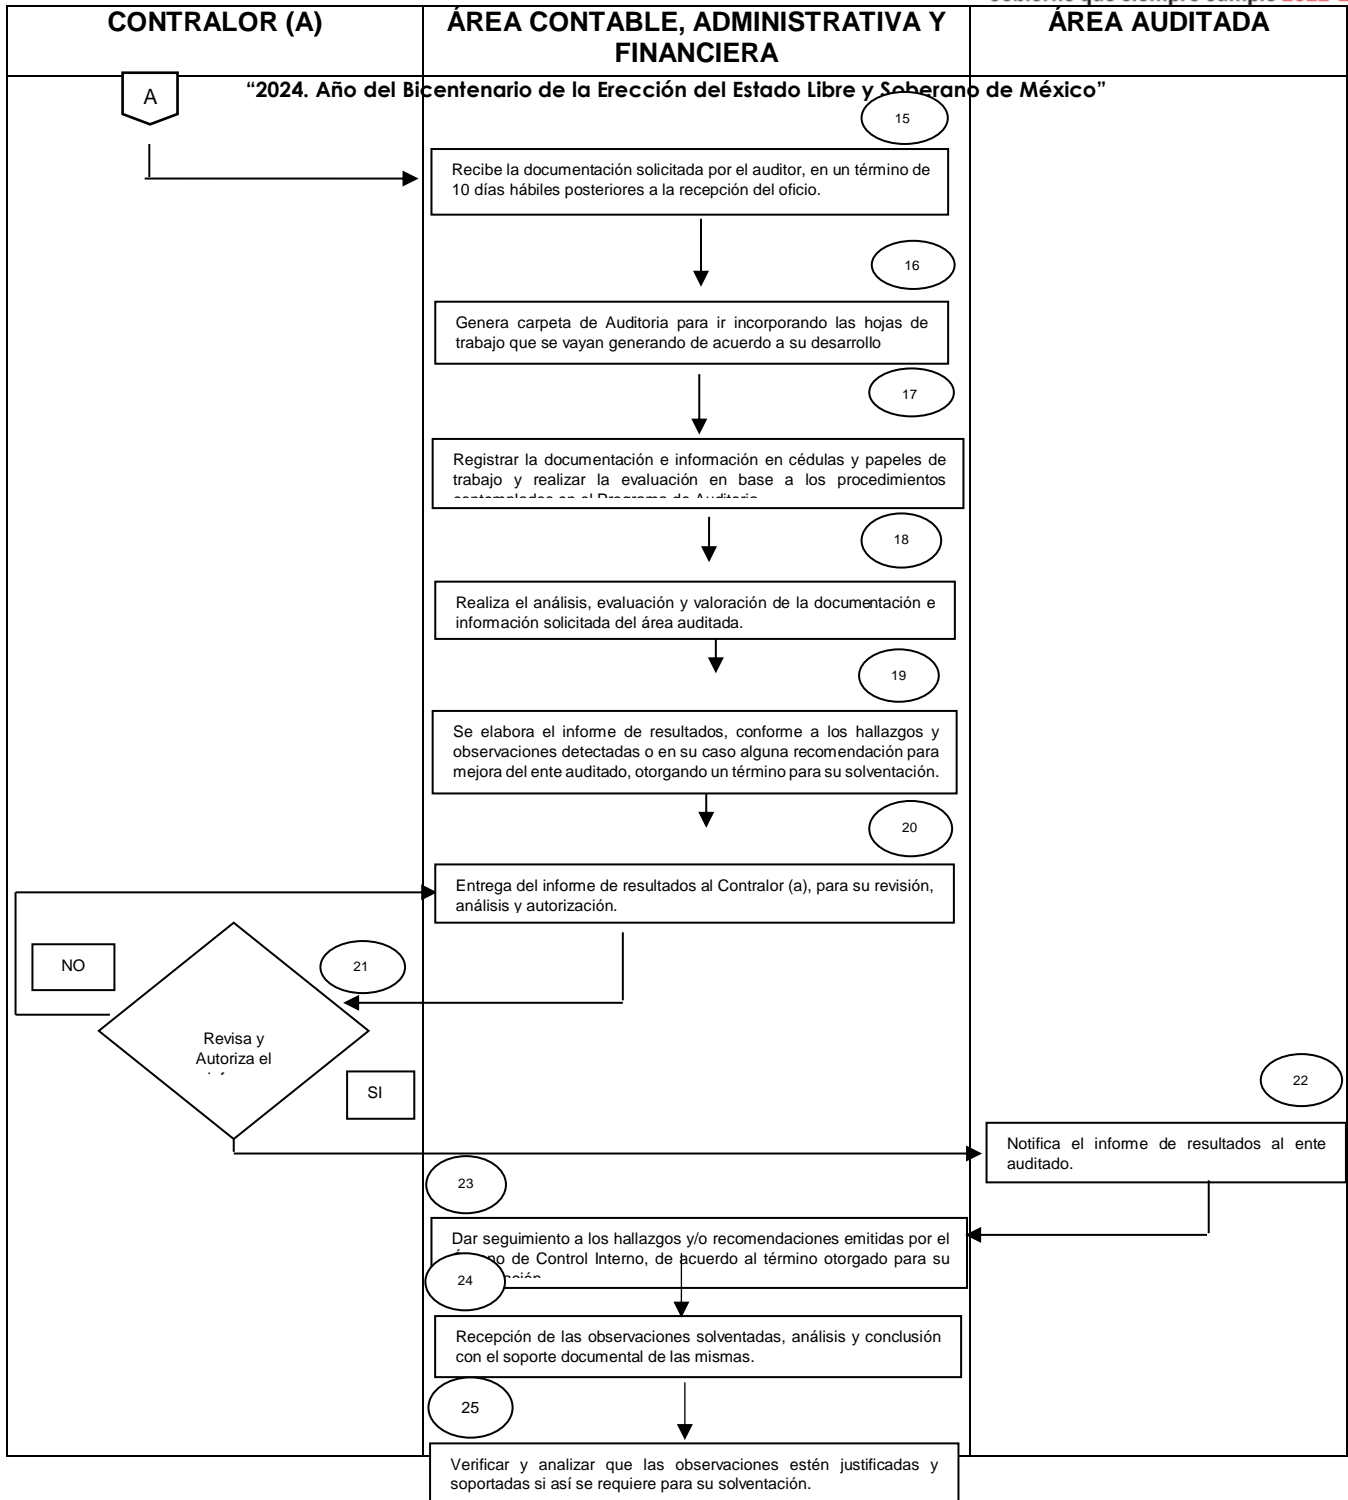 CONTRALOR (A)
ÁREA CONTABLE, ADMINISTRATIVA Y
FINANCIERA
ÁREA AUDITADA
“2024. Año del Bicentenario de la Erección del Estado Libre y Soberano de México”
A
15
Recibe la documentación solicitada por el auditor, en un término de
10 días hábiles posteriores a la recepción del oficio.
16
Genera carpeta de Auditoria para ir incorporando las hojas de
trabajo que se vayan generando de acuerdo a su desarrollo
17
Registrar la documentación e información en cédulas y papeles de
trabajo y realizar la evaluación en base a los procedimientos
contemplados en el Programa de Auditoria
18
Realiza el análisis, evaluación y valoración de la documentación e
información solicitada del área auditada.
19
Se elabora el informe de resultados, conforme a los hallazgos y
observaciones detectadas o en su caso alguna recomendación para
mejora del ente auditado, otorgando un término para su solventación.
20
Entrega del informe de resultados al Contralor (a), para su revisión,
análisis y autorización.
NO
21
Revisa y
Autoriza el
SI
22
Notifica el informe de resultados al ente
auditado.
23
Dar seguimiento a los hallazgos y/o recomendaciones emitidas por el
de Control Interno, de acuerdo al término otorgado para su
24
Recepción de las observaciones solventadas, análisis y conclusión
con el soporte documental de las mismas.
25
Verificar y analizar que las observaciones estén justificadas y
soportadas si así se requiere para su solventación.